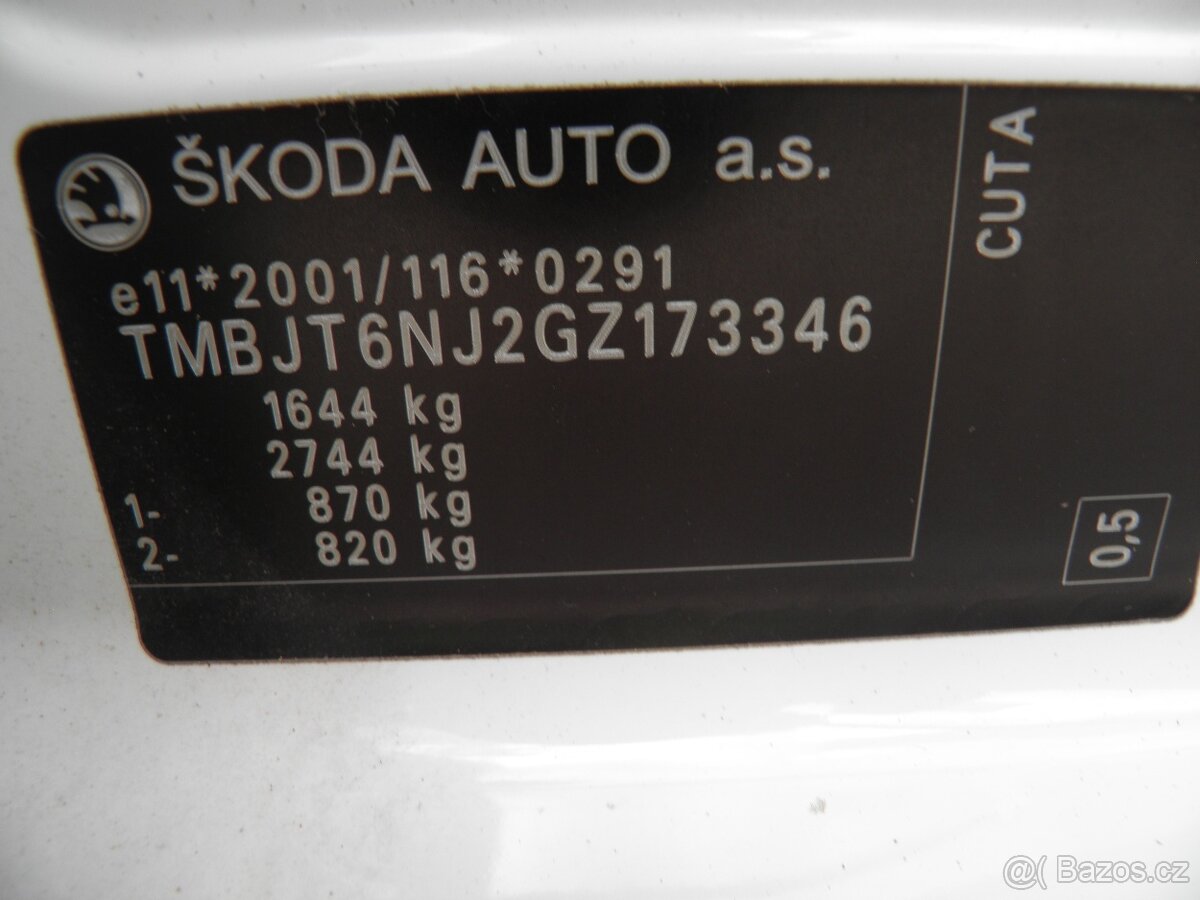 ŠKODA AUTO a.s.
e11*2001/116*0291
TMBJT6NJ2GZ173346
1644 kg
2744 kg
1- 870 kg
2- 820 kg
CUTA
0,5
@( Bazos.cz